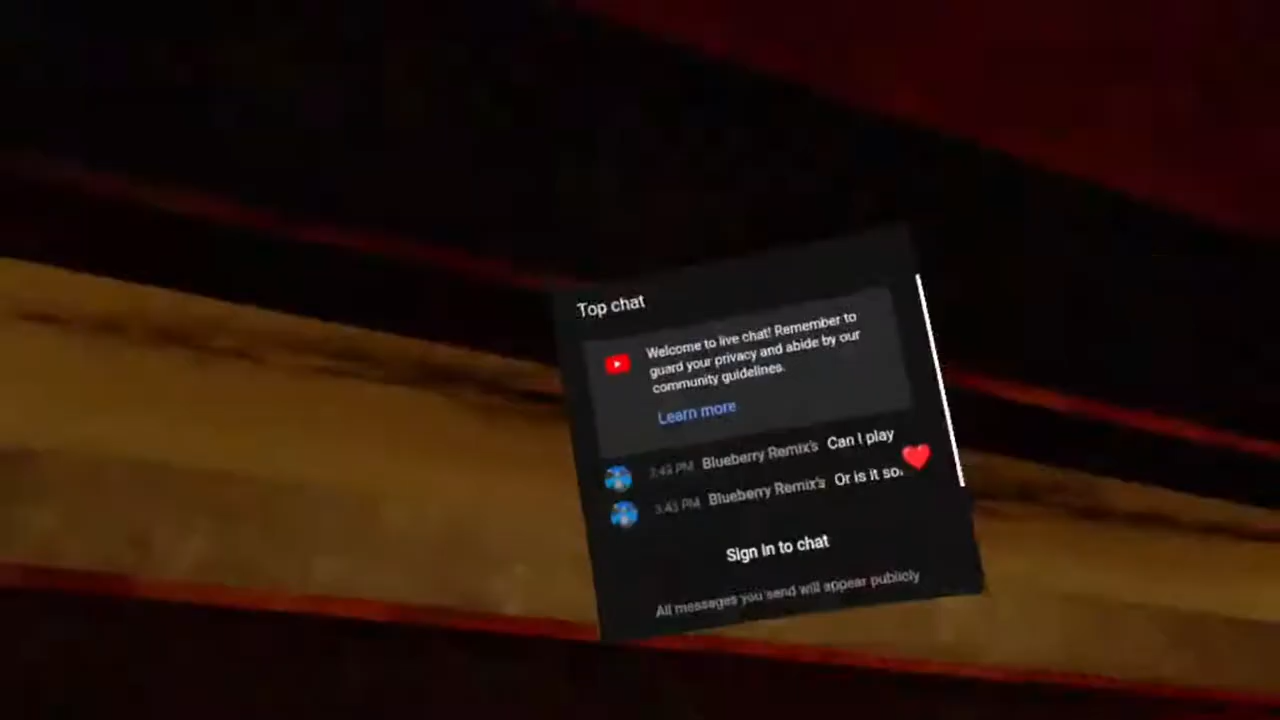 Top chat
Welcome to live chat! Remember to
guard your privacy and abide by our
community guidelines.
Learn more
3:43 PM Blueberry Remix's Can I play
3:43 PM Blueberry Remix's Or is it so.
Sign in to chat
All messages you send will appear publicly